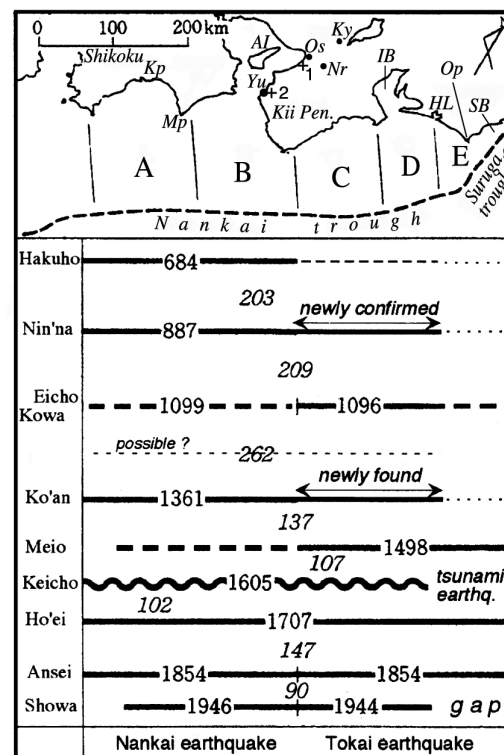 0 100 200 km
Shikoku
Kp
Mp
AI
Yu
+2
Os
+1
Ky
Nr
Kii Pen.
IB
HL
Op
SB
A B C D E
Nankai trough
Suruga trough
Hakuho 684
203 newly confirmed
Nin'na 887
209
Eicho
Kowa 1099 1096
possible ?
262 newly found
Ko'an 1361
137
Meio 1498
107
Keicho 1605 tsunami earthq.
102
Ho'ei 1707
147
Ansei 1854 1854
90
Showa 1946 1944 gap
Nankai earthquake Tokai earthquake